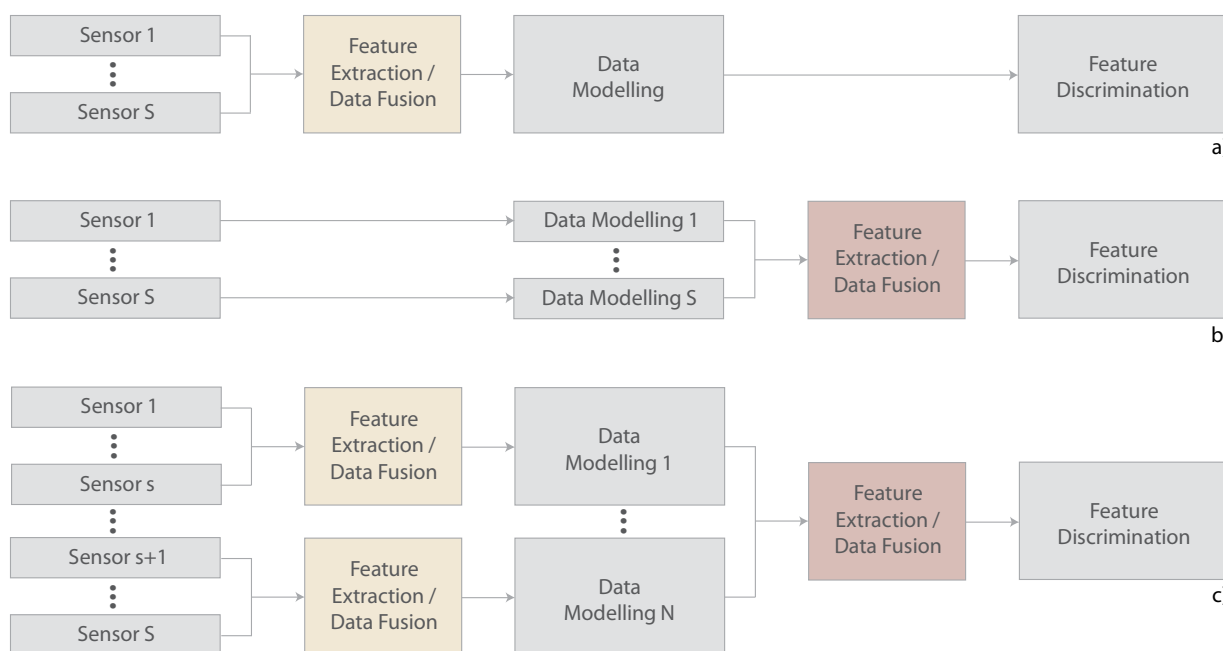 Sensor 1
Sensor S
Feature
Extraction /
Data Fusion
Data
Modelling
Feature
Discrimination
a)
Sensor 1
Sensor S
Data Modelling 1
Data Modelling S
Feature
Extraction /
Data Fusion
Feature
Discrimination
b)
Sensor 1
Sensor s
Sensor s+1
Sensor S
Feature
Extraction /
Data Fusion
Feature
Extraction /
Data Fusion
Data
Modelling 1
Data
Modelling N
Feature
Extraction /
Data Fusion
Feature
Discrimination
c)